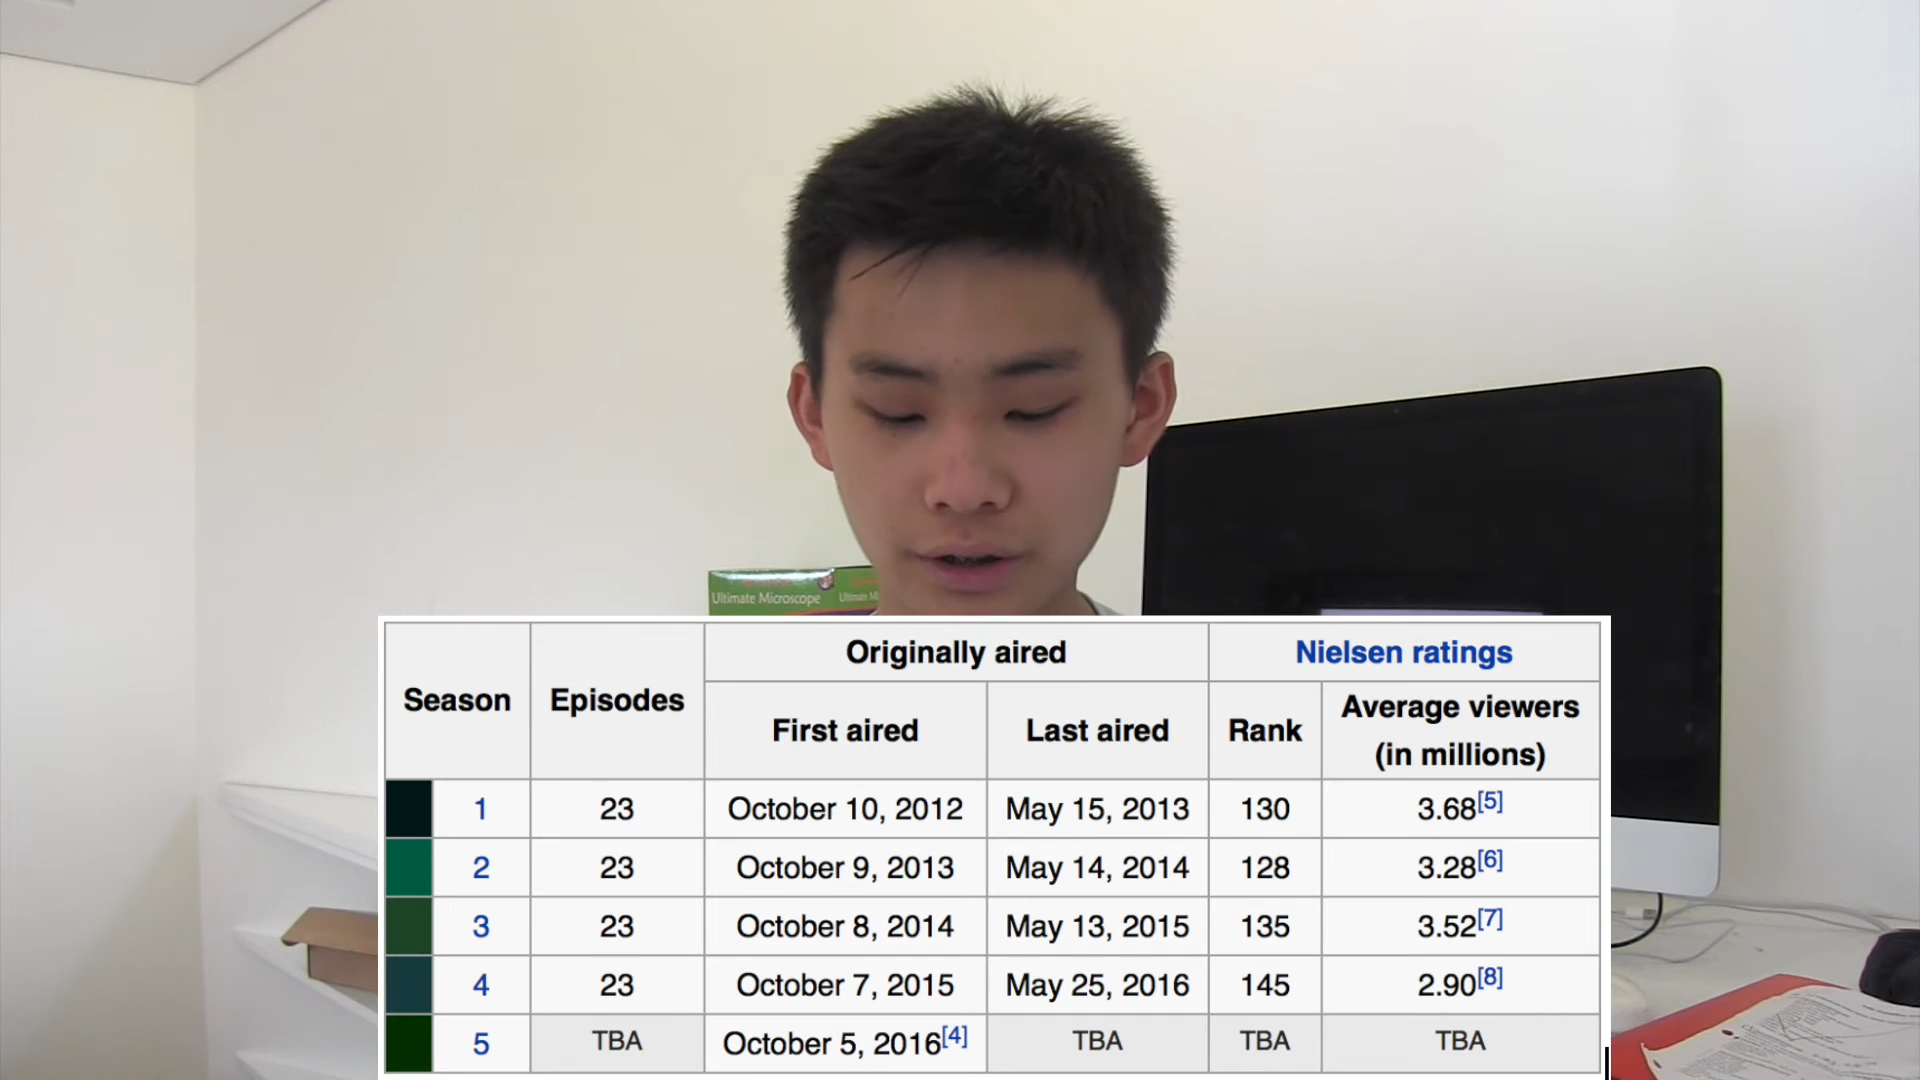 Ultimate Microscope
Originally aired
Nielsen ratings
Season
Episodes
First aired
Last aired
Rank
Average viewers
(in millions)
1 23 October 10, 2012 May 15, 2013 130 3.68[5]
2 23 October 9, 2013 May 14, 2014 128 3.28[6]
3 23 October 8, 2014 May 13, 2015 135 3.52[7]
4 23 October 7, 2015 May 25, 2016 145 2.90[8]
5 TBA October 5, 2016[4] TBA TBA TBA